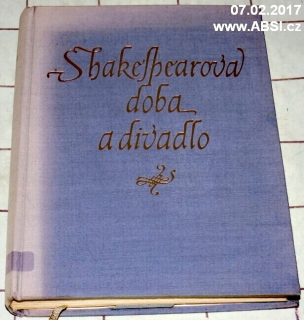 07.02.2017
www.ABSI.cz
Shakespearova
doba
a divadlo